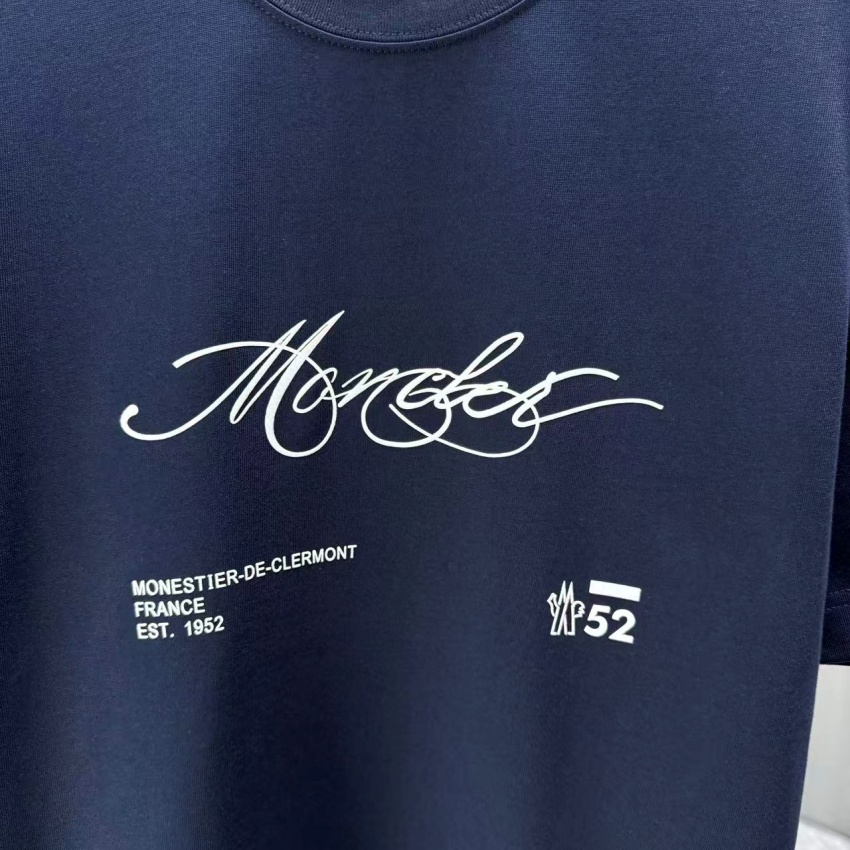 Moncler
MONESTIER-DE-CLERMONT
FRANCE
EST. 1952
52